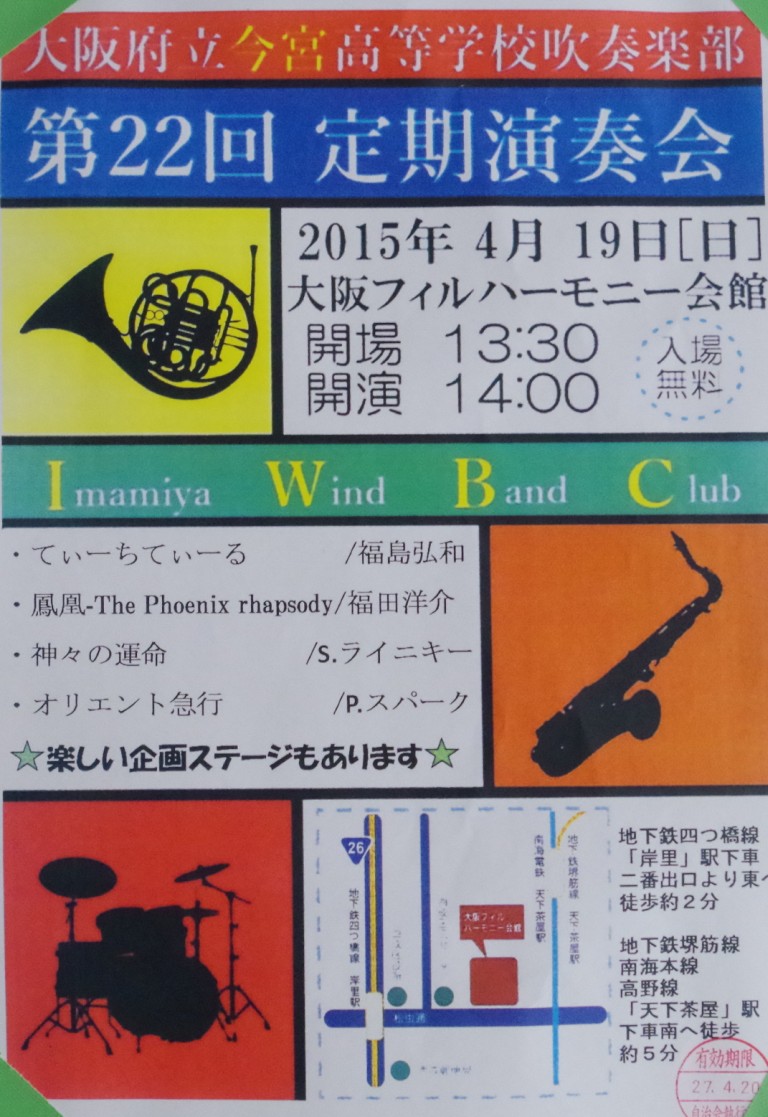 大阪府立今宮高等学校吹奏楽部
第22回 定期演奏会
2015年 4月 19日[日]
大阪フィルハーモニー会館
開場 13:30
開演 14:00
入場
無料
Imamiya Wind Band Club
・てぃーちてぃーる /福島弘和
・鳳凰-The Phoenix rhapsody/福田洋介
・神々の運命 /S.ライニキー
・オリエント急行 /P.スパーク
☆楽しい企画ステージもあります☆
26
地下鉄四つ橋線 岸里駅
大阪フィル
ハーモニー会館
南海電鉄 天下茶屋駅
地下鉄堺筋線 天下茶屋駅
松虫通
地下鉄四つ橋線
「岸里」駅下車
二番出口より東へ
徒歩約2分
地下鉄堺筋線
南海本線
高野線
「天下茶屋」駅
下車南へ徒歩
約5分
有効期限
27.4.20